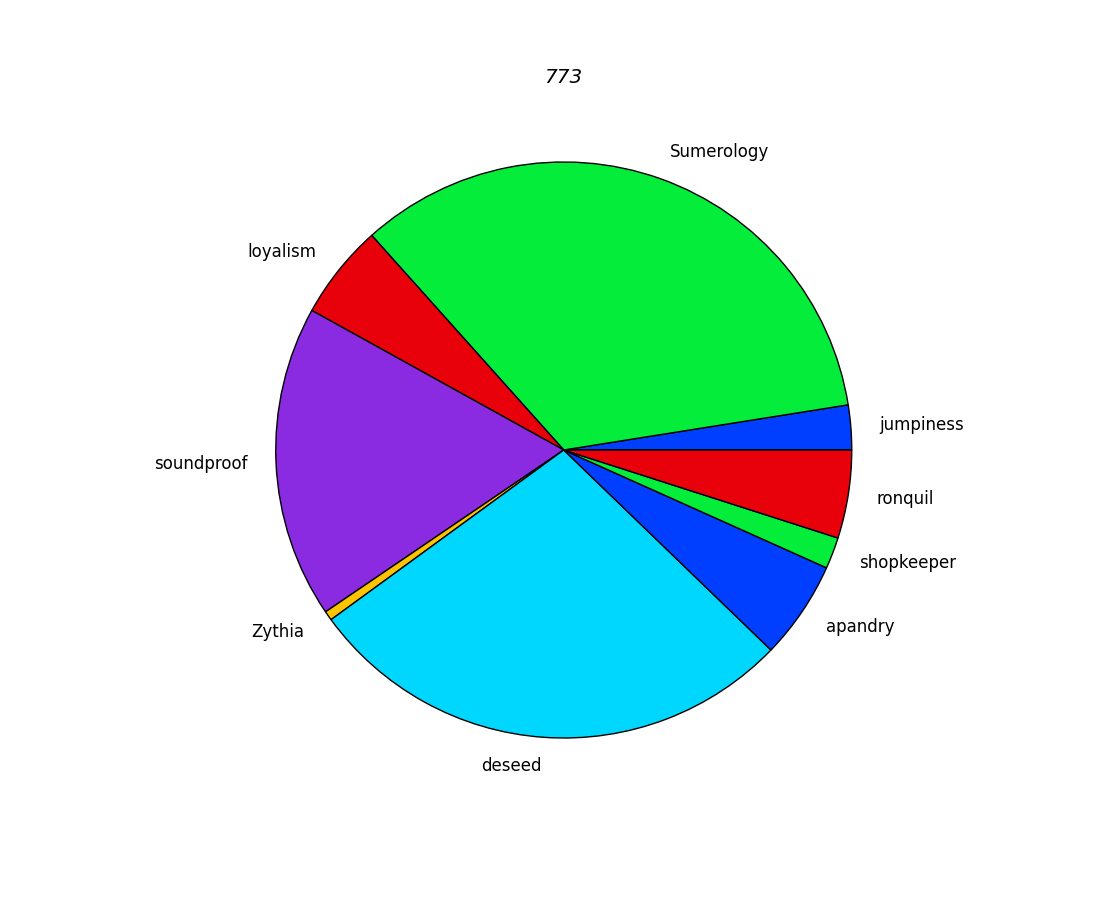 773
Sumerology
loyalism
jumpiness
soundproof
ronquil
shopkeeper
apandry
Zythia
deseed